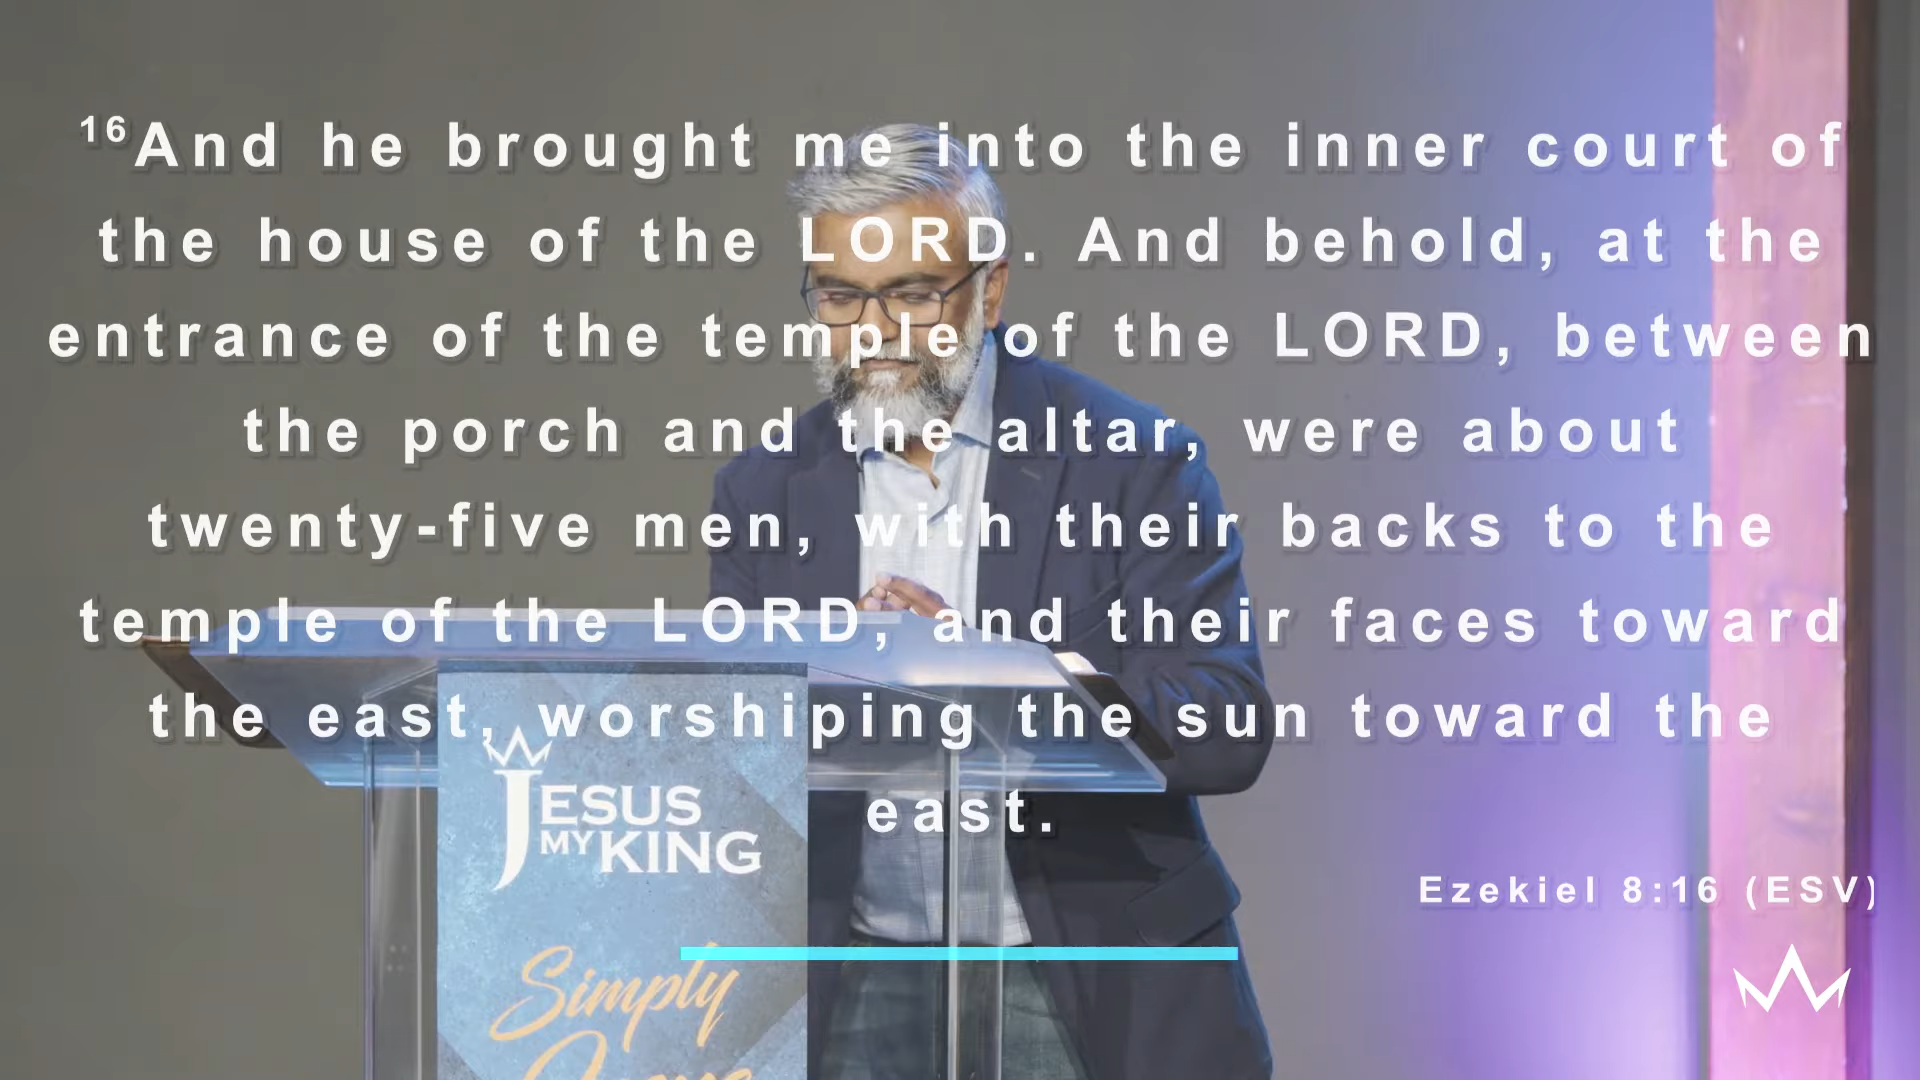 ¹⁶And he brought me into the inner court of
the house of the LORD. And behold, at the
entrance of the temple of the LORD, between
the porch and the altar, were about
twenty-five men, with their backs to the
temple of the LORD, and their faces toward
the east, worshiping the sun toward the
east.
Ezekiel 8:16 (ESV)
JESUS
MY KING
Simply